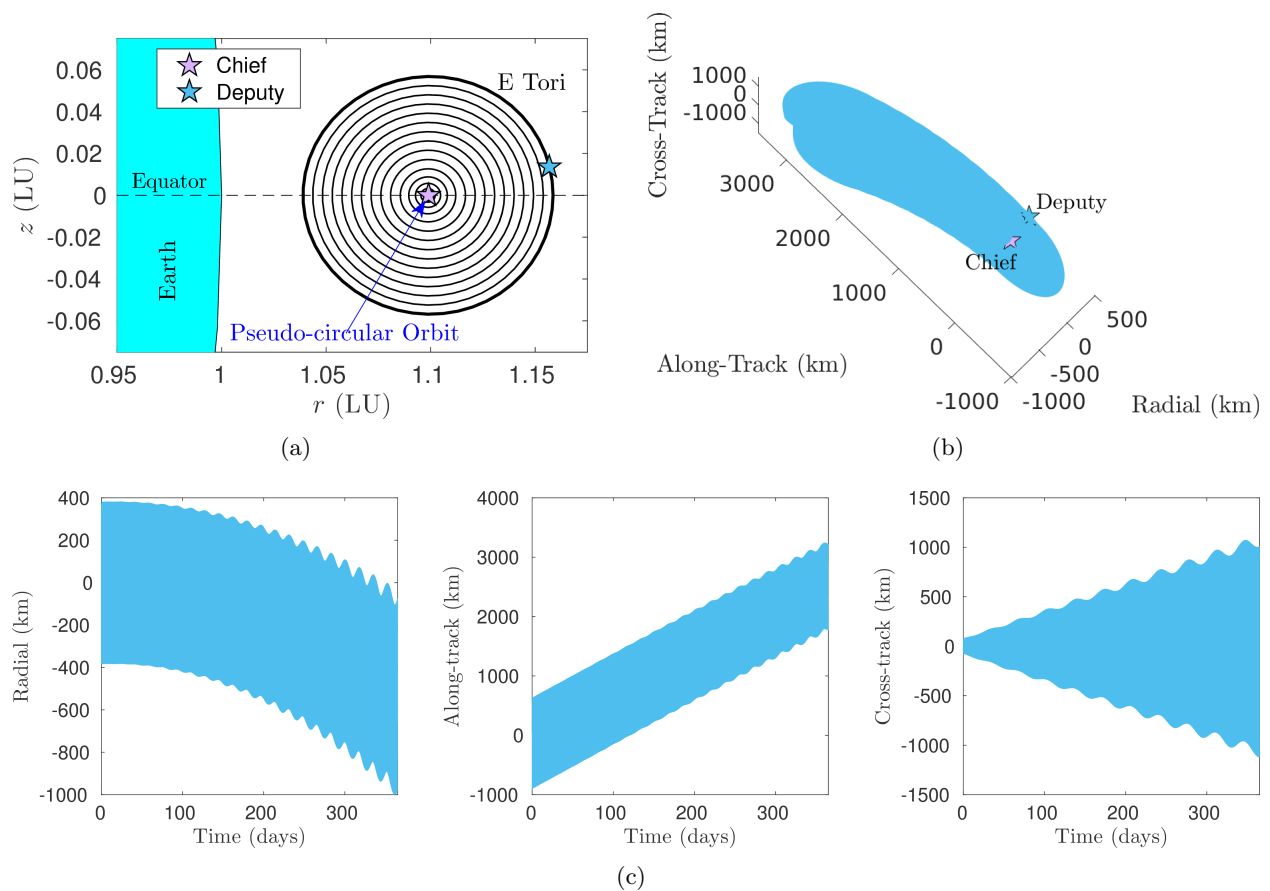 Chief
Deputy
E Tori
0.06
0.04
0.02
0
-0.02
-0.04
-0.06
z (LU)
Equator
Earth
Pseudo-circular Orbit
0.95
1
1.05
1.1
1.15
r (LU)
(a)
Cross-Track (km)
1000
0
-1000
3000
2000
1000
0
-1000
Along-Track (km)
Deputy
Chief
500
0
-500
-1000
Radial (km)
(b)
400
200
0
-200
-400
-600
-800
-1000
Radial (km)
0
100
200
300
Time (days)
4000
3000
2000
1000
0
-1000
Along-track (km)
0
100
200
300
Time (days)
1500
1000
500
0
-500
-1000
-1500
Cross-track (km)
0
100
200
300
Time (days)
(c)